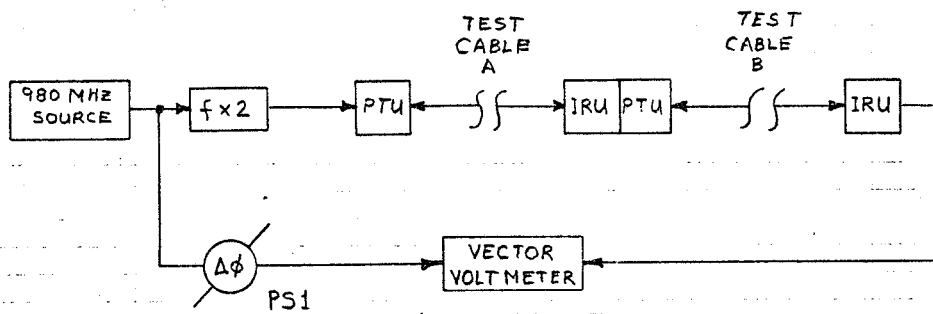 TEST
CABLE
A
TEST
CABLE
B
980 MHz
SOURCE
f x 2
PTU
IRU
PTU
IRU
Δφ
PS1
VECTOR
VOLTMETER